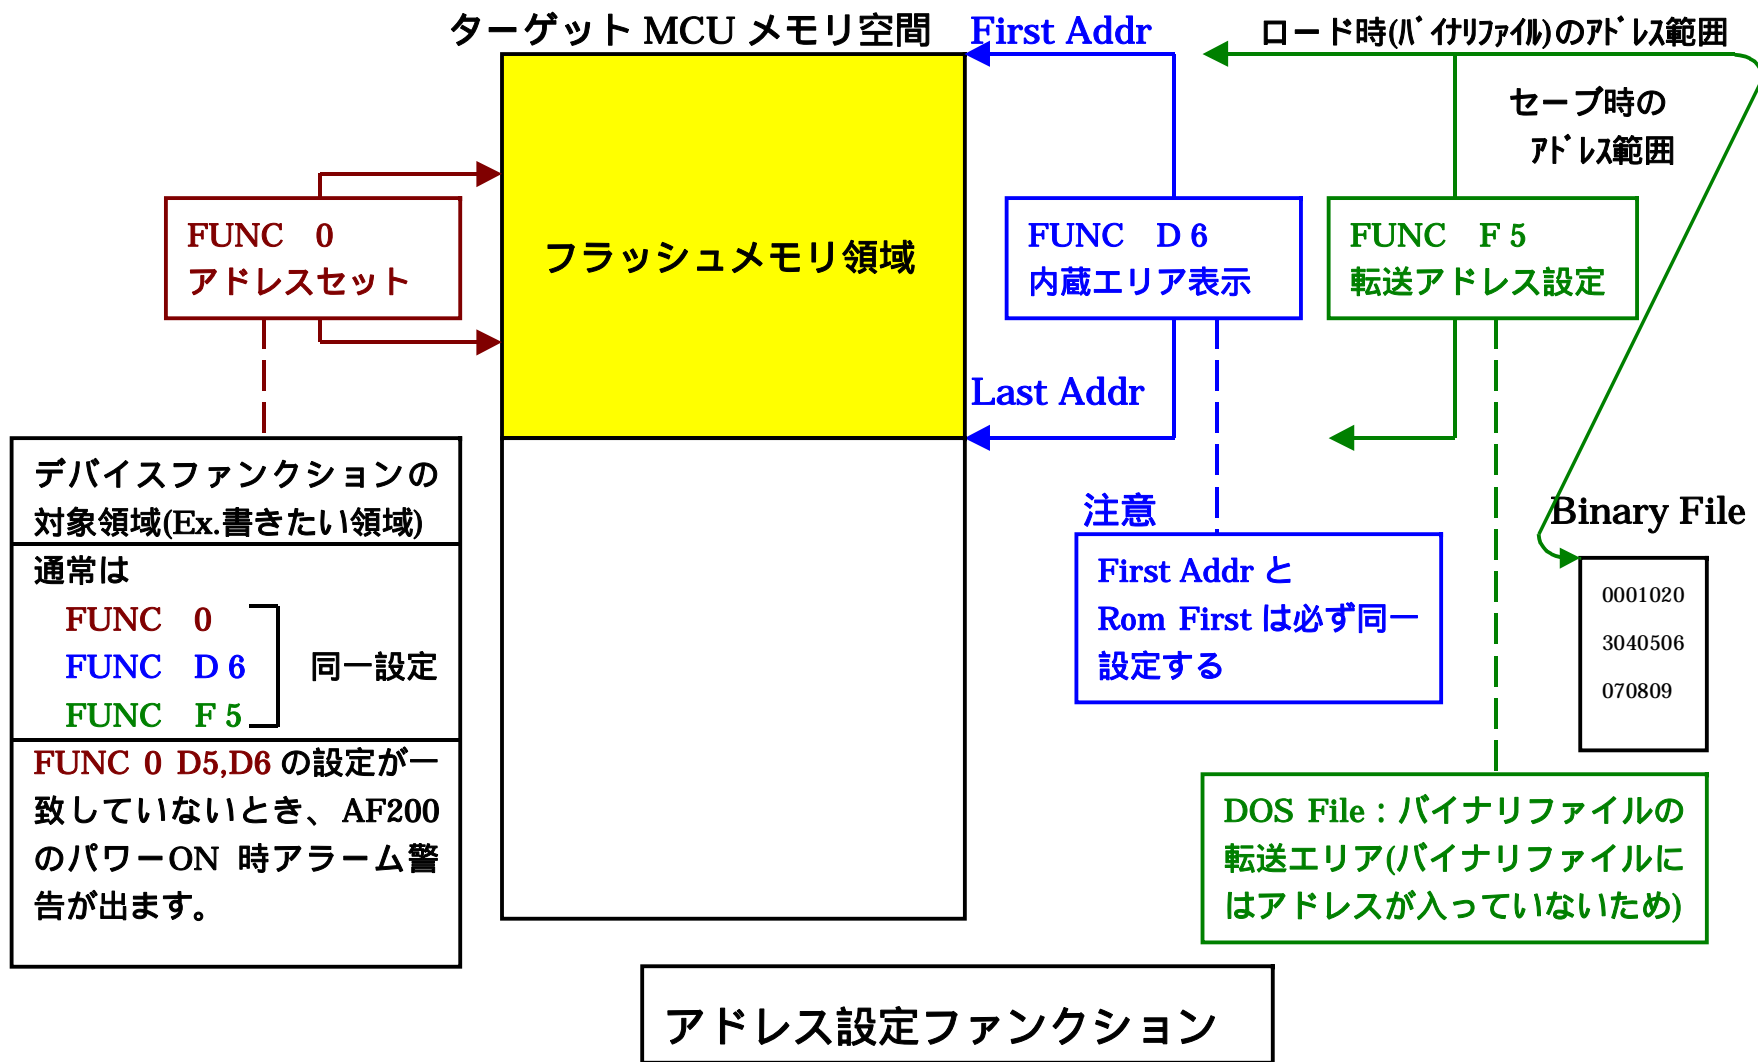 ターゲット MCU メモリ空間
First Addr
ロード時(ﾊﾞｲﾅﾘﾌｧｲﾙ)のｱﾄﾞﾚｽ範囲
セーブ時の
ｱﾄﾞﾚｽ範囲
FUNC 0
アドレスセット
フラッシュメモリ領域
FUNC D 6
内蔵エリア表示
FUNC F 5
転送アドレス設定
Last Addr
デバイスファンクションの
対象領域(Ex.書きたい領域)
通常は
FUNC 0
FUNC D 6
FUNC F 5
同一設定
FUNC 0 D5,D6 の設定が一
致していないとき、AF200
のパワーON 時アラーム警
告が出ます。
注意
First Addr と
Rom First は必ず同一
設定する
Binary File
0001020
3040506
070809
DOS File : バイナリファイルの
転送エリア(バイナリファイルに
はアドレスが入っていないため)
アドレス設定ファンクション